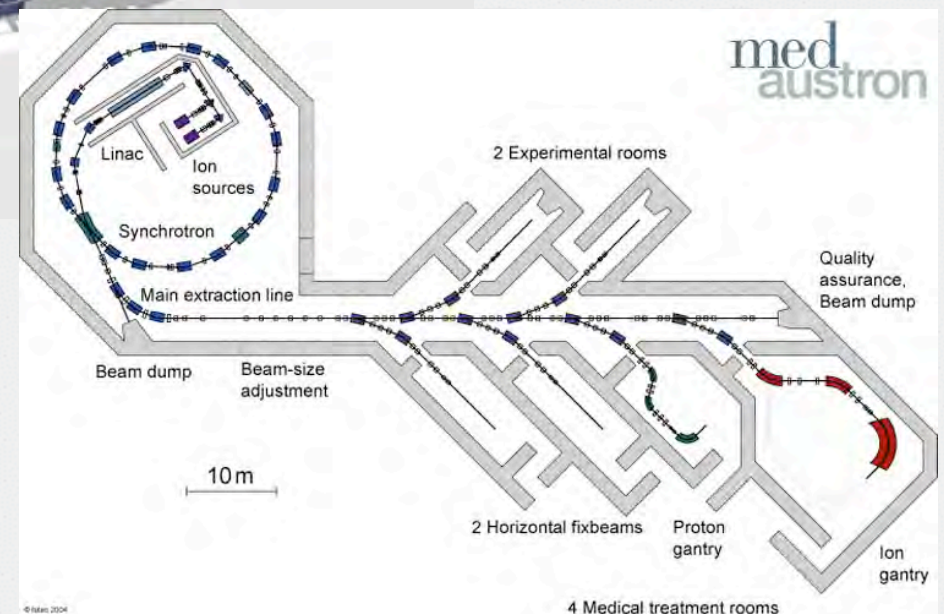 med
austron
2 Experimental rooms
Linac
Ion
sources
Synchrotron
Quality
assurance,
Beam dump
Main extraction line
Beam dump
Beam-size
adjustment
10 m
2 Horizontal fixbeams
Proton
gantry
Ion
gantry
4 Medical treatment rooms
2004